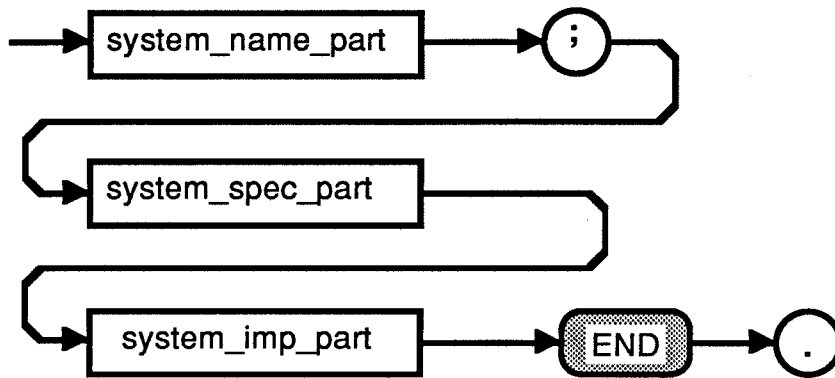 system_name_part ;
system_spec_part
system_imp_part END .